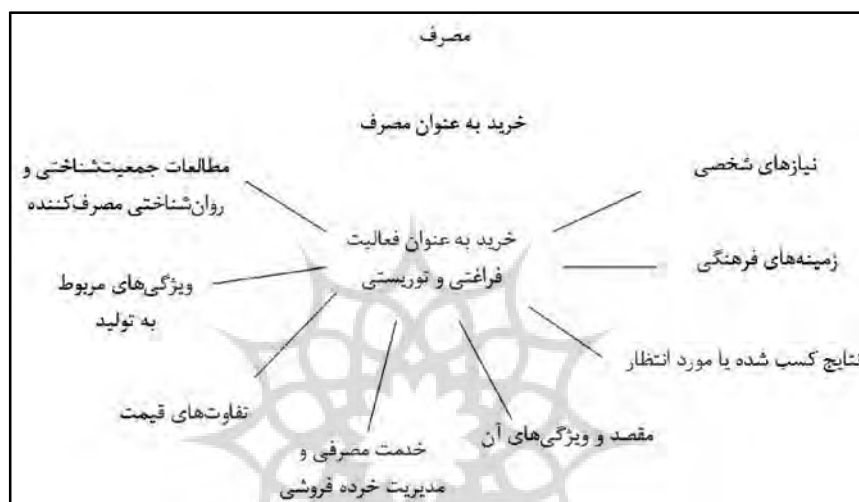 مصرف
خرید به عنوان مصرف
نیازهای شخصی
مطالعات جمعیت‌شناختی و
روان‌شناختی مصرف‌کننده
خرید به عنوان فعالیت
فراغتی و توریستی
زمینه‌های فرهنگی
ویژگی‌های مربوط
به تولید
نتایج کسب شده یا مورد انتظار
تفاوت‌های قیمت
مقصد و ویژگی‌های آن
خدمت مصرفی و
مدیریت خرده فروشی